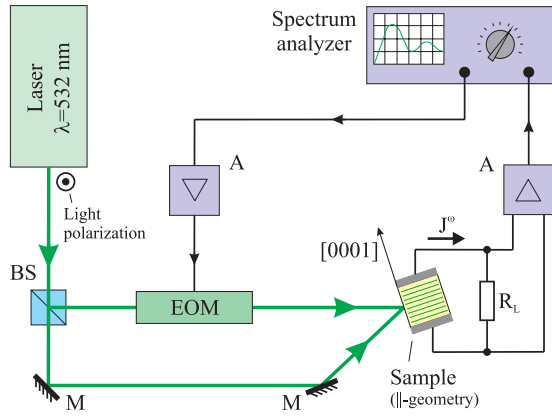 Spectrum
analyzer
Laser
λ=532 nm
Light
polarization
A
A
BS
EOM
[0001]
J^ω
R_L
M
M
Sample
(||-geometry)